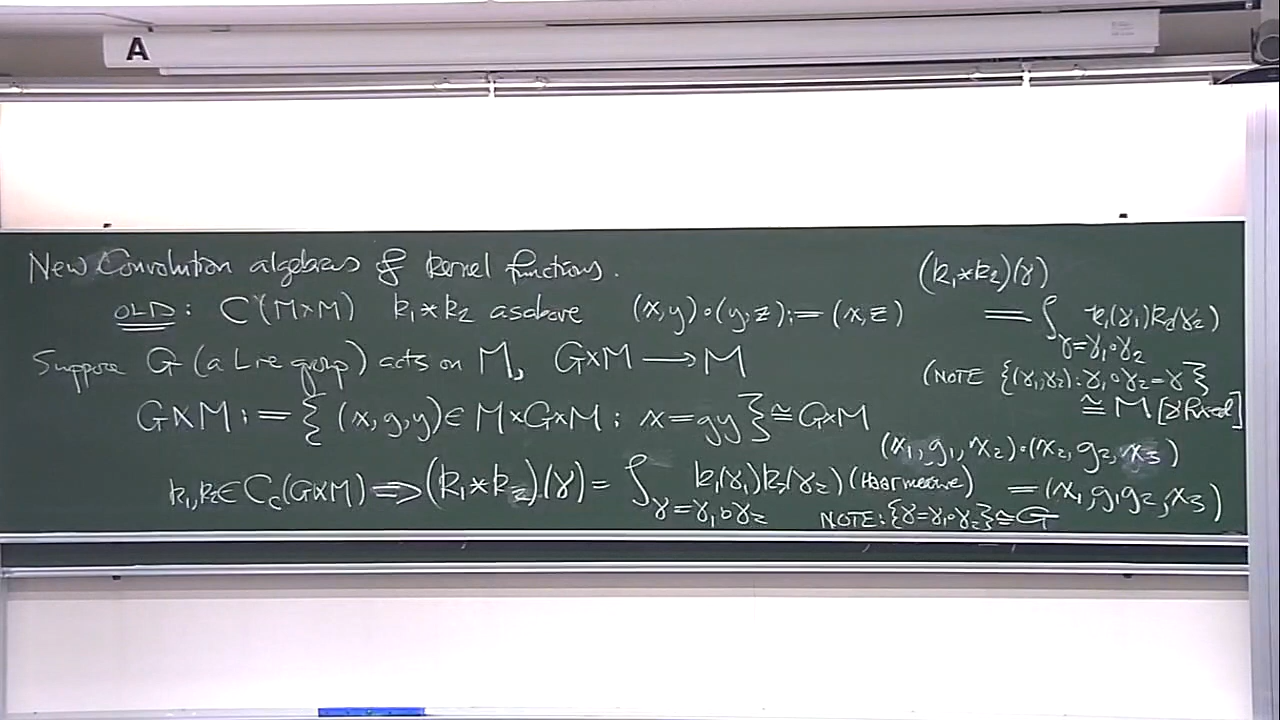 A
New Convolution algebras of kernel functions.
OLD: C(M×M) k₁*k₂ as above (x,y)∘(y,z):=(x,z)
(k₁*k₂)(γ)
= ∫_{γ=γ₁∘γ₂} k₁(γ₁)k₂(γ₂)
(NOTE {(γ₁,γ₂): γ₁∘γ₂=γ}
≅ M [γ fixed]
Suppose G (a Lie group) acts on M, G×M ⟶ M
G⋊M := { (x,g,y)∈ M×G×M : x=gy } ≅ G×M
(x₁,g₁,x₂)∘(x₂,g₂,x₃)
= (x₁,g₁g₂,x₃)
k₁,k₂∈C_c(G⋊M) ⟹ (k₁*k₂)(γ) = ∫_{γ=γ₁∘γ₂} k₁(γ₁)k₂(γ₂) (Haar measure)
NOTE: {γ=γ₁∘γ₂}≅G